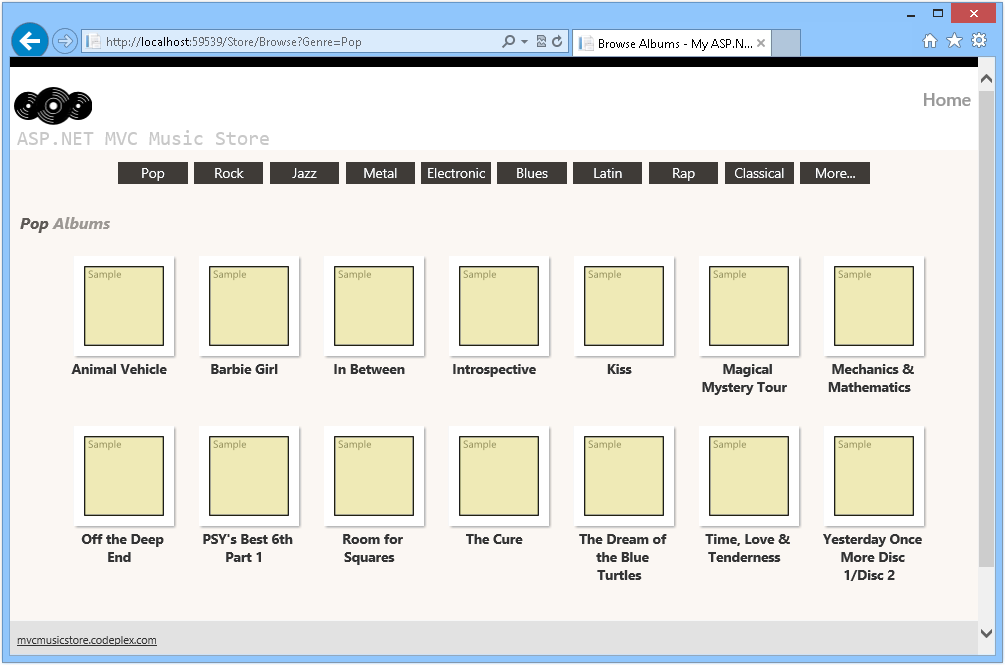 http://localhost:59539/Store/Browse?Genre=Pop
Browse Albums - My ASP.N...
Home
ASP.NET MVC Music Store
Pop Rock Jazz Metal Electronic Blues Latin Rap Classical More...
Pop Albums
Sample Sample Sample Sample Sample Sample Sample
Animal Vehicle
Barbie Girl
In Between
Introspective
Kiss
Magical
Mystery Tour
Mechanics &
Mathematics
Sample Sample Sample Sample Sample Sample Sample
Off the Deep
End
PSY's Best 6th
Part 1
Room for
Squares
The Cure
The Dream of
the Blue
Turtles
Time, Love &
Tenderness
Yesterday Once
More Disc
1/Disc 2
mvcmusicstore.codeplex.com